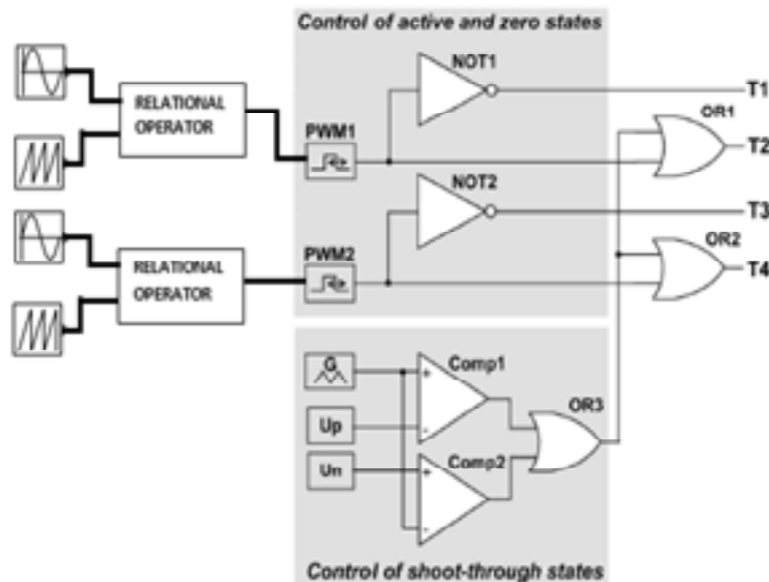 Control of active and zero states
NOT1
T1
RELATIONAL
OPERATOR
OR1
PWM1
T2
NOT2
T3
RELATIONAL
OPERATOR
OR2
PWM2
T4
G
Comp1
Up
OR3
Un
Comp2
+
-
+
-
Control of shoot-through states